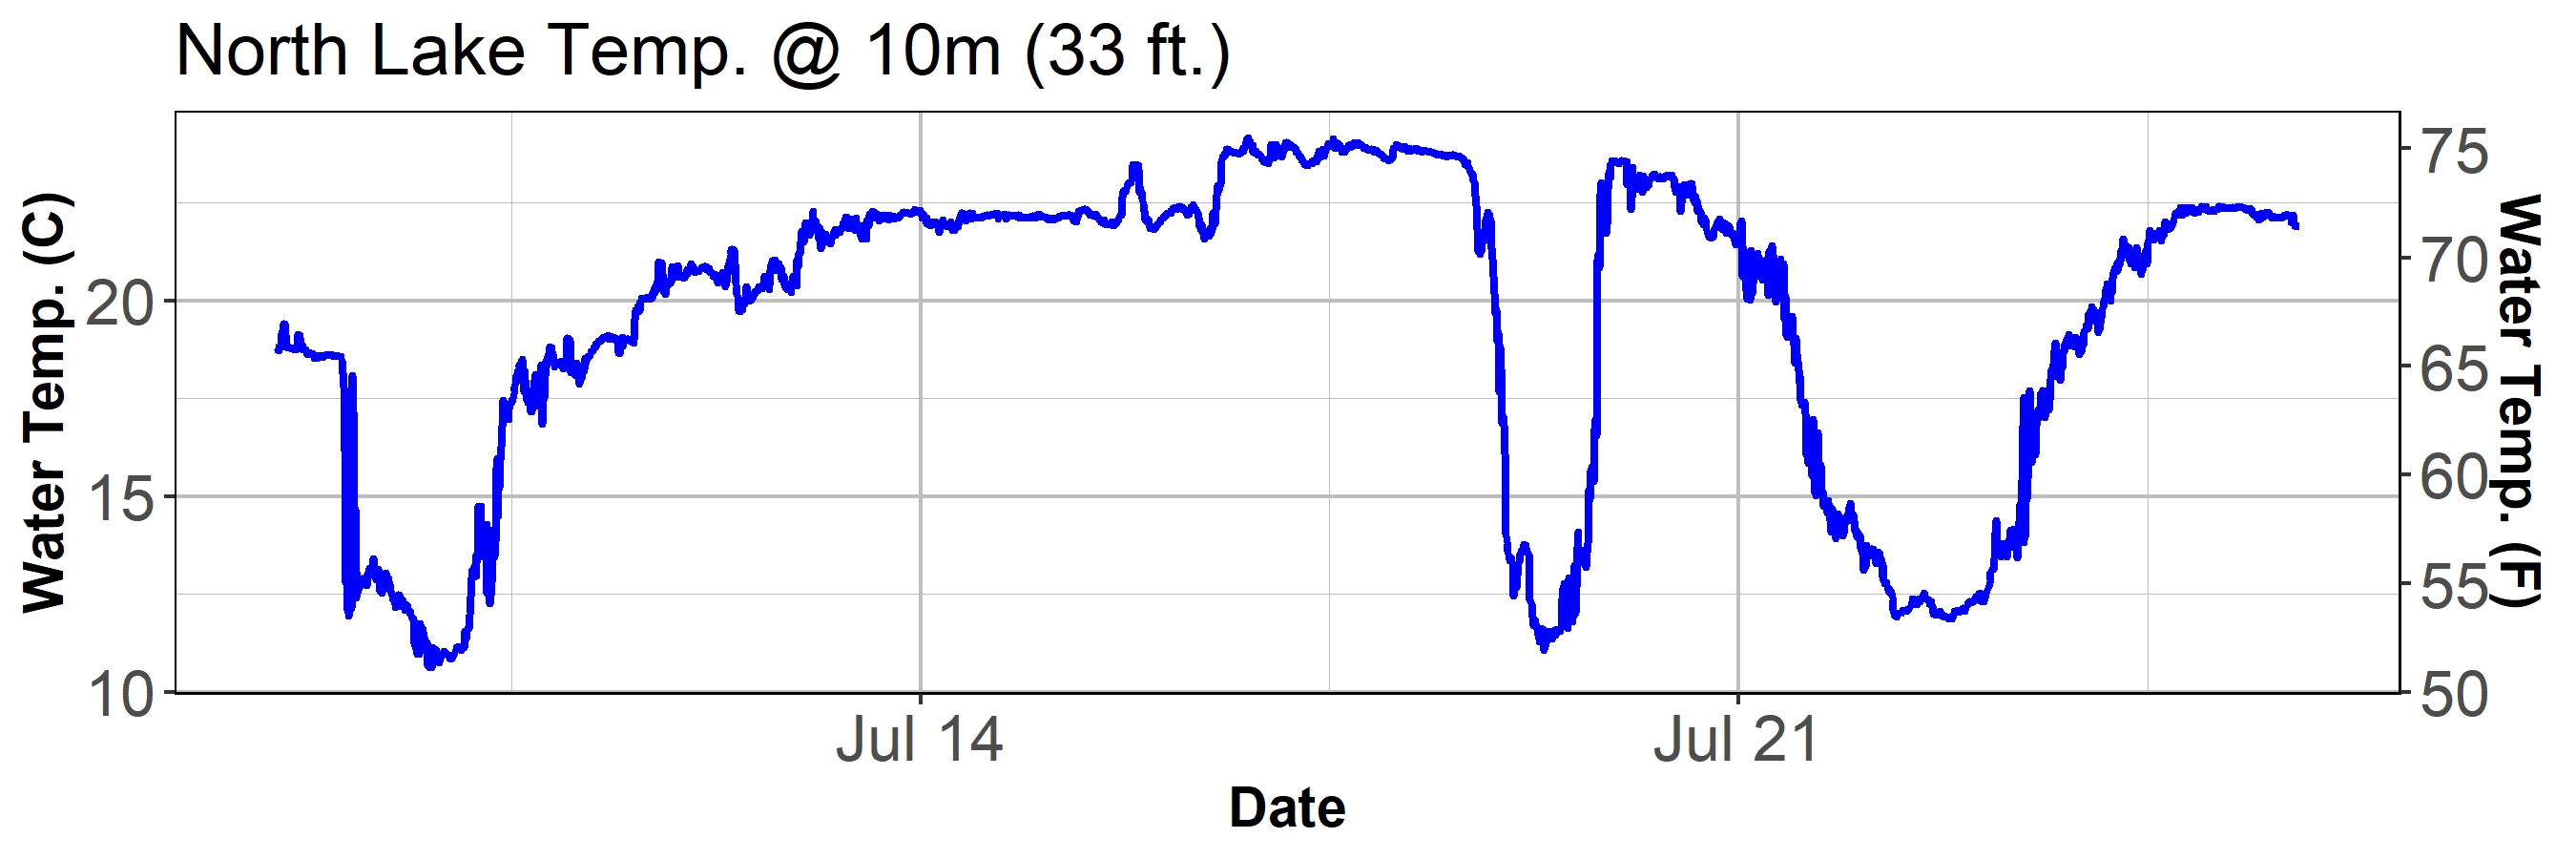 North Lake Temp. @ 10m (33 ft.)
Water Temp. (C)
20
15
10
75
70
65
60
55
50
Water Temp. (F)
Jul 14
Jul 21
Date